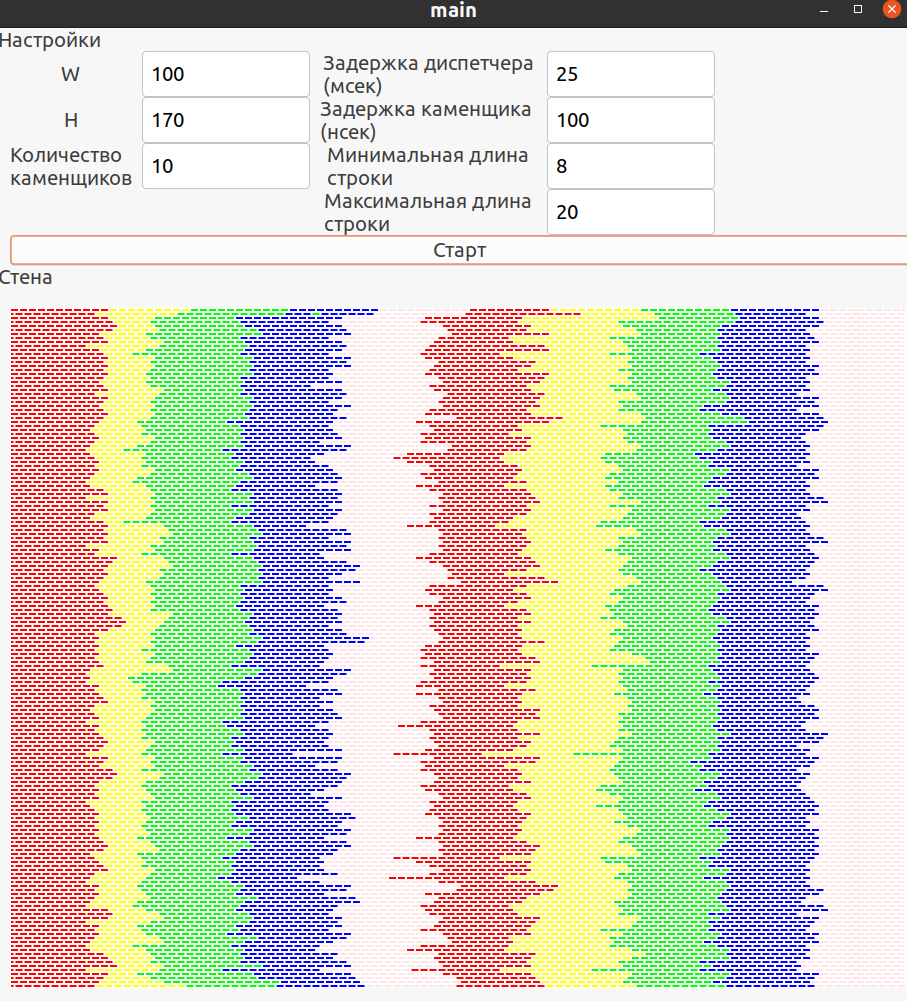 main
Настройки
W
100
Задержка диспетчера
(мсек)
25
H
170
Задержка каменщика
(нсек)
100
Количество
каменщиков
10
Минимальная длина
строки
8
Максимальная длина
строки
20
Старт
Стена